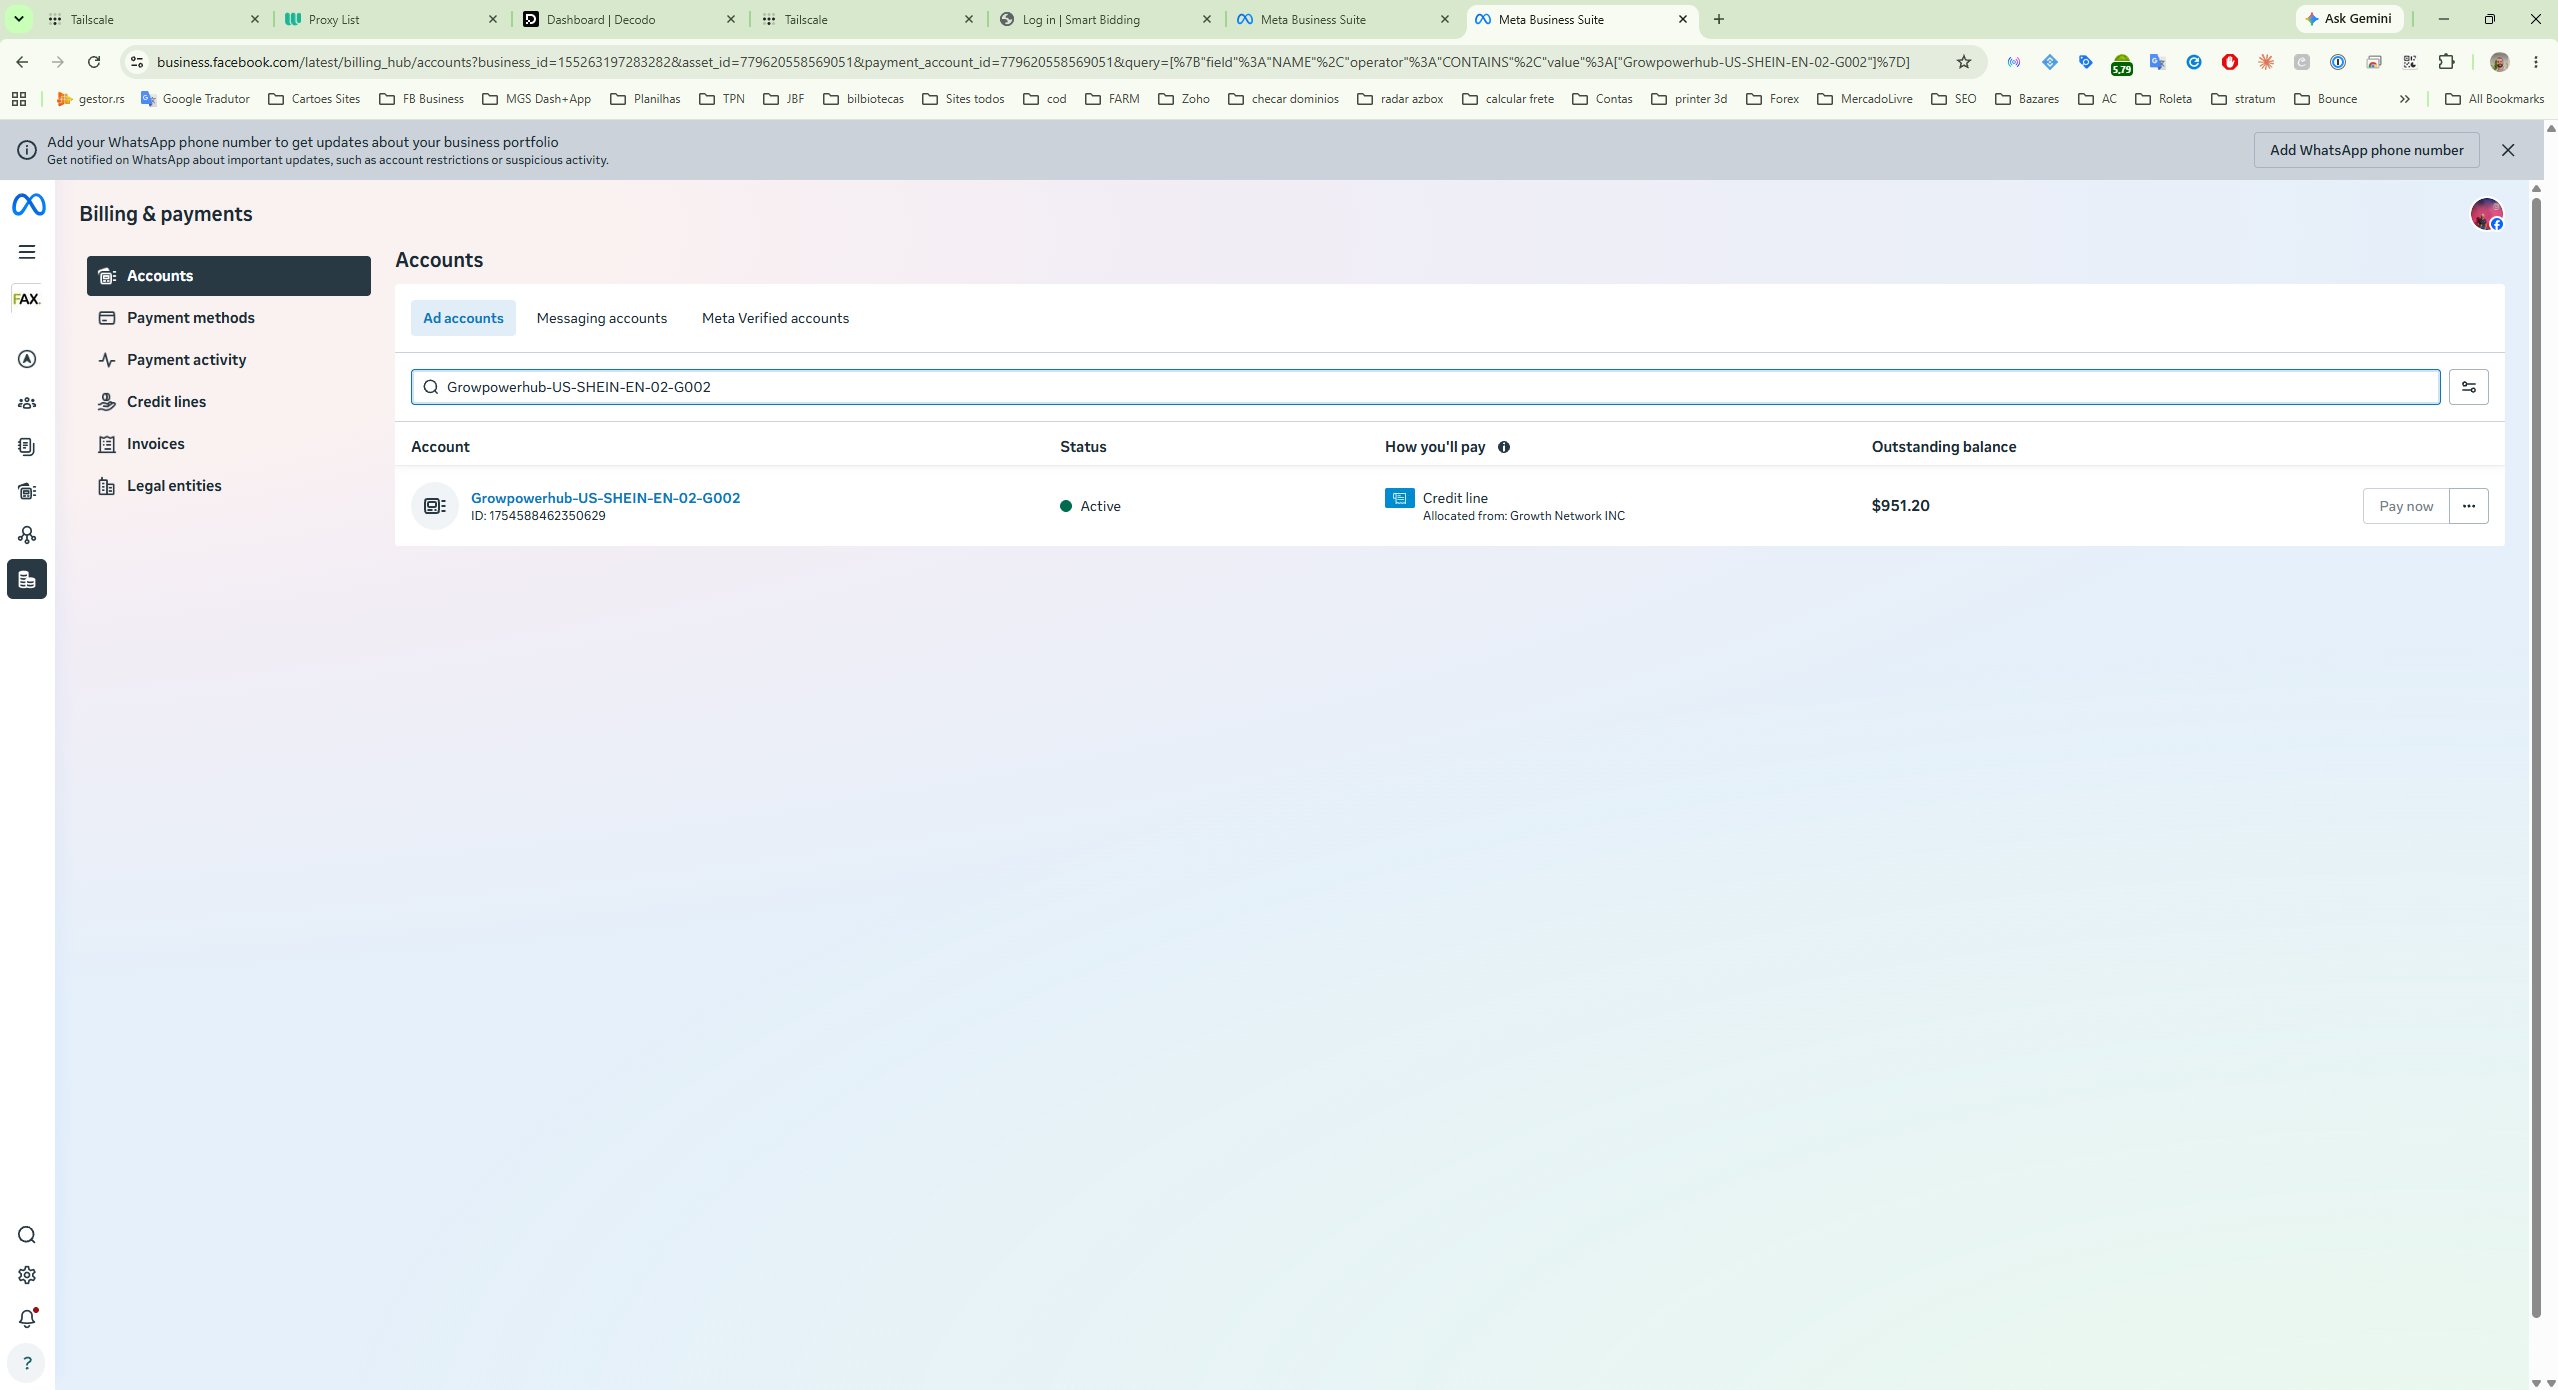 Tailscale
Proxy List
Dashboard | Decodo
Tailscale
Log in | Smart Bidding
Meta Business Suite
Meta Business Suite
Ask Gemini
business.facebook.com/latest/billing_hub/accounts?business_id=155263197283282&asset_id=779620558569051&payment_account_id=779620558569051&query=[%7B"field"%3A"NAME"%2C"operator"%3A"CONTAINS"%2C"value"%3A["Growpowerhub-US-SHEIN-EN-02-G002"]%7D]
5,79
gestor.rs
Google Tradutor
Cartoes Sites
FB Business
MGS Dash+App
Planilhas
TPN
JBF
bilbiotecas
Sites todos
cod
FARM
Zoho
checar dominios
radar azbox
calcular frete
Contas
printer 3d
Forex
MercadoLivre
SEO
Bazares
AC
Roleta
stratum
Bounce
All Bookmarks
Add your WhatsApp phone number to get updates about your business portfolio
Get notified on WhatsApp about important updates, such as account restrictions or suspicious activity.
Add WhatsApp phone number
Billing & payments
FAX.
Accounts
Payment methods
Payment activity
Credit lines
Invoices
Legal entities
Accounts
Ad accounts
Messaging accounts
Meta Verified accounts
Growpowerhub-US-SHEIN-EN-02-G002
Account
Status
How you'll pay
Outstanding balance
Growpowerhub-US-SHEIN-EN-02-G002
ID: 1754588462350629
Active
Credit line
Allocated from: Growth Network INC
$951.20
Pay now